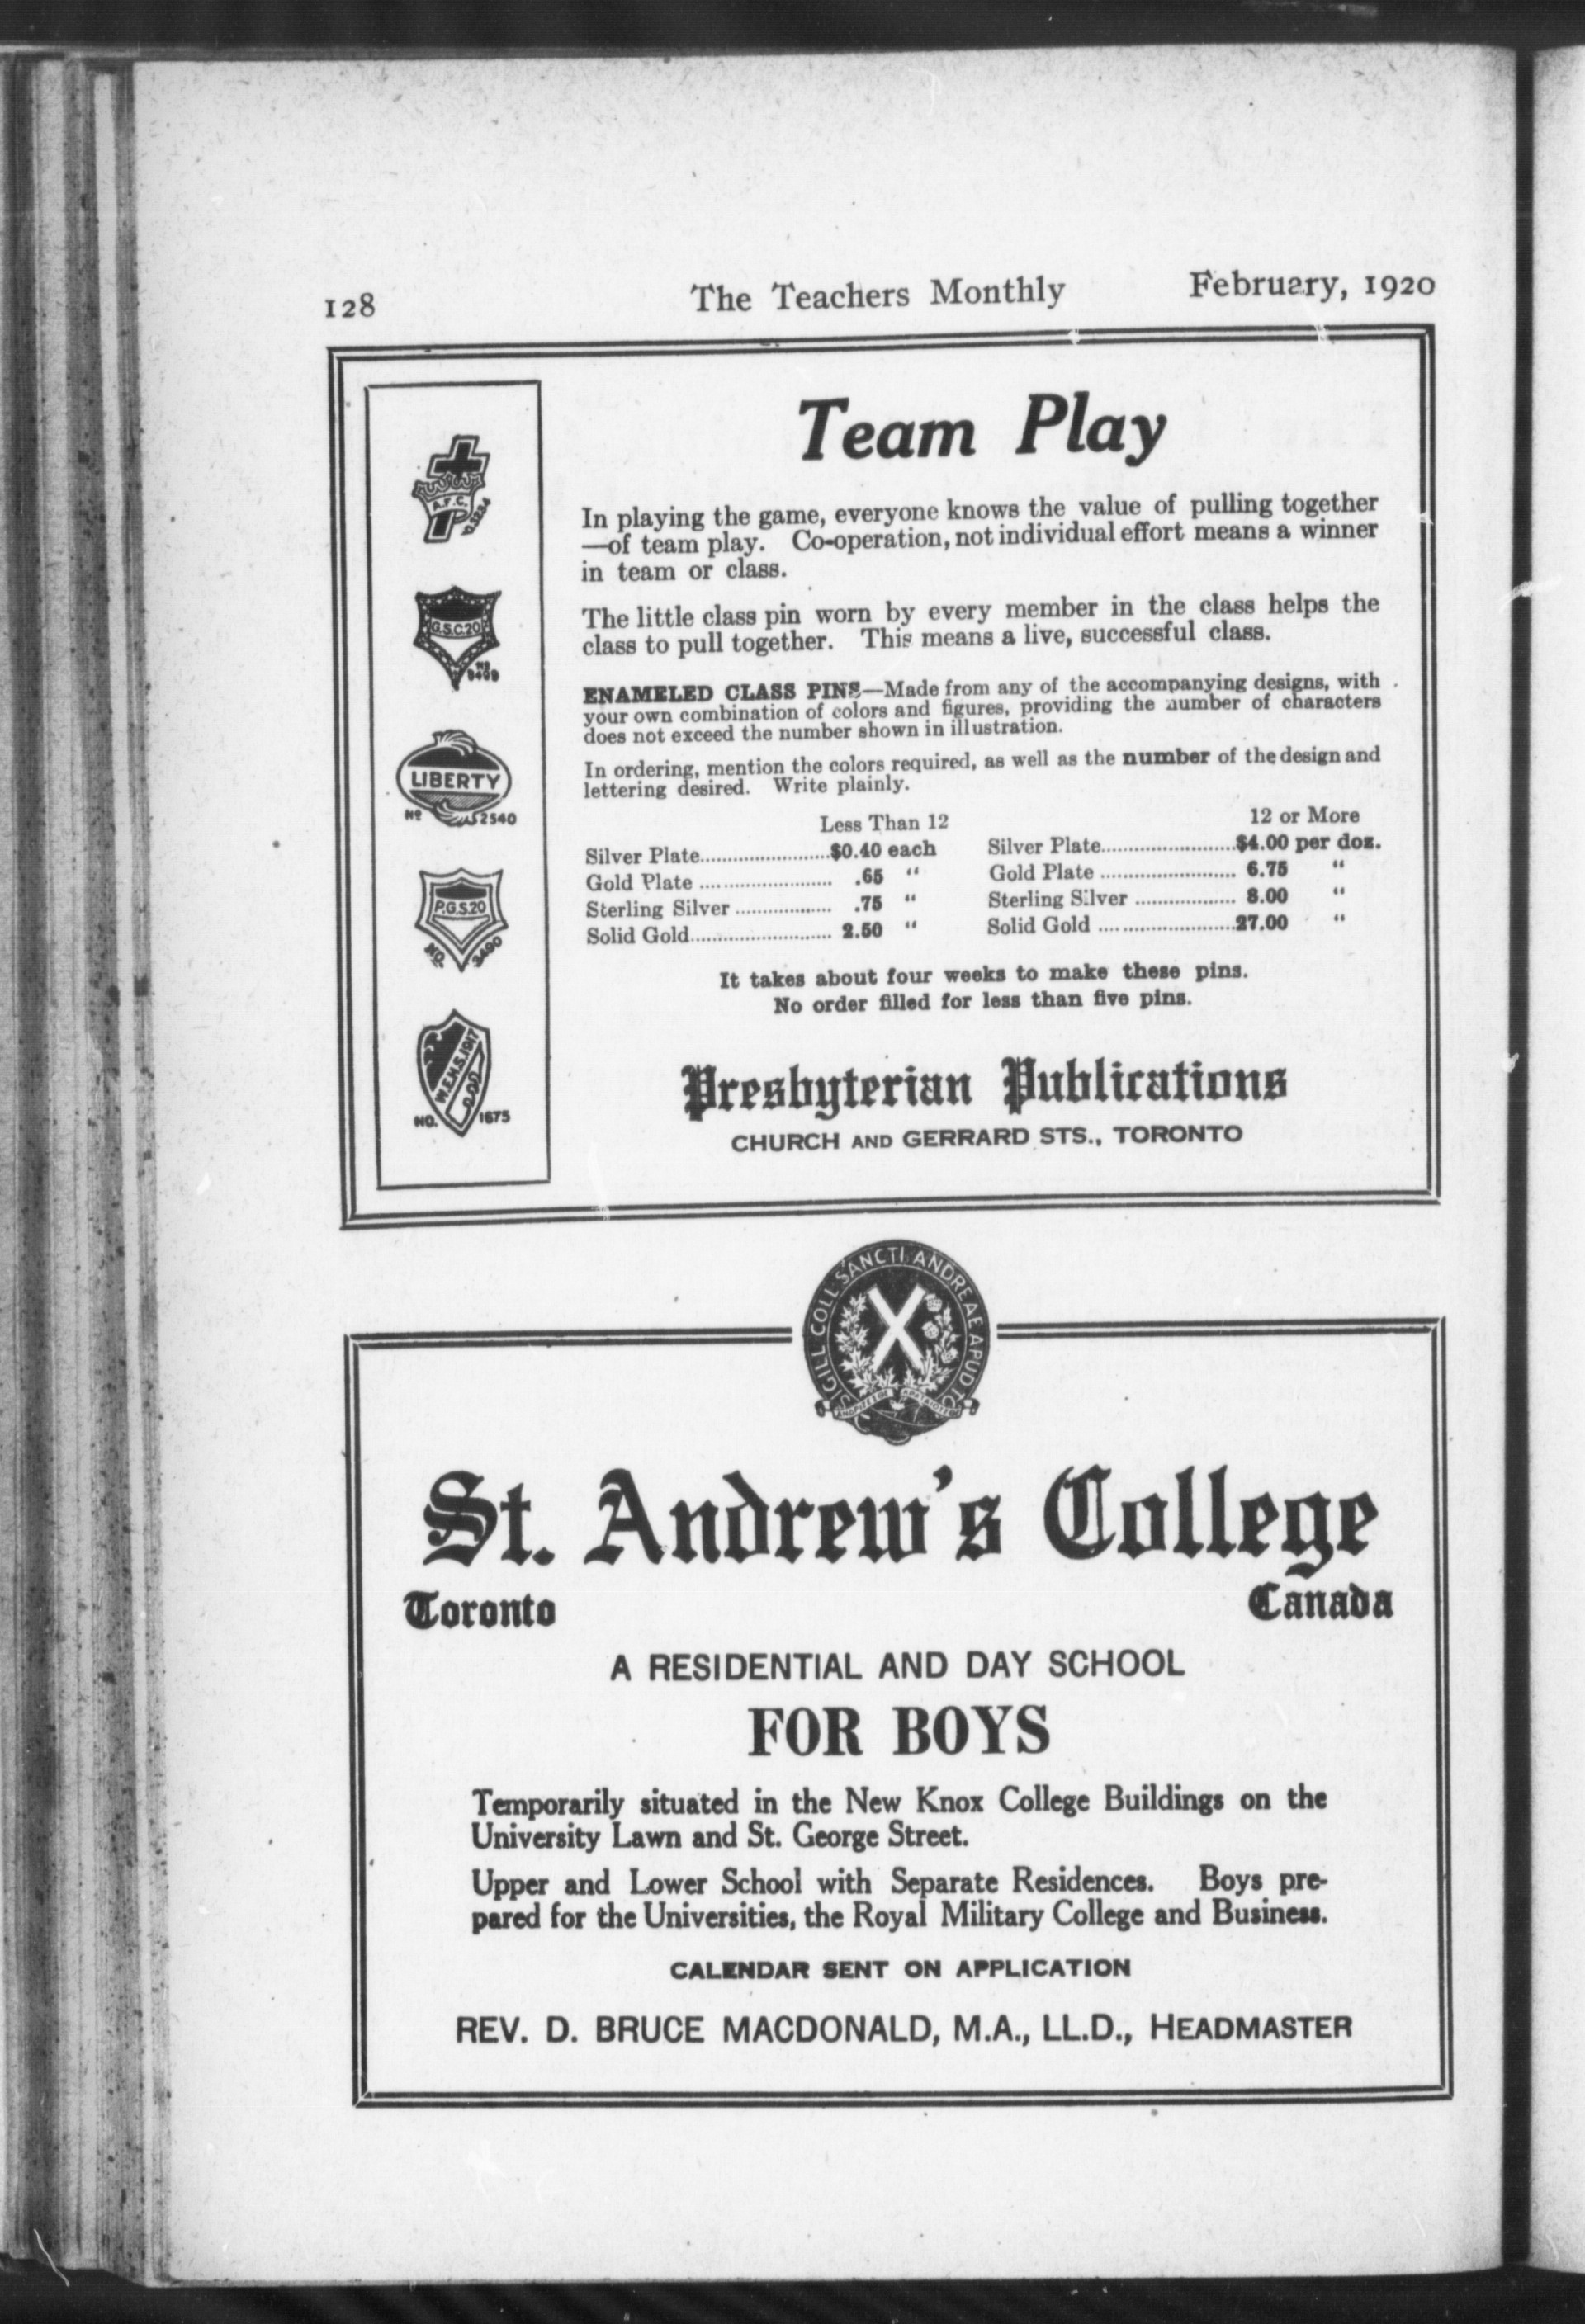 128 The Teachers Monthly February, 1920
Team Play
In playing the game, everyone knows the value of pulling together
—of team play. Co-operation, not individual effort means a winner
in team or class.
The little class pin worn by every member in the class helps the
class to pull together. This means a live, successful class.
ENAMELED CLASS PINS—Made from any of the accompanying designs, with
your own combination of colors and figures, providing the number of characters
does not exceed the number shown in illustration.
In ordering, mention the colors required, as well as the number of the design and
lettering desired. Write plainly.
Less Than 12
Silver Plate........................$0.40 each
Gold Plate ........................ .65 "
Sterling Silver ................. .75 "
Solid Gold.......................... 2.50 "
12 or More
Silver Plate........................$4.00 per doz.
Gold Plate ........................ 6.75 "
Sterling Silver .................. 8.00 "
Solid Gold ........................27.00 "
It takes about four weeks to make these pins.
No order filled for less than five pins.
Presbyterian Publications
CHURCH AND GERRARD STS., TORONTO
A.F.C.
G.S.C.20
No
LIBERTY
No 2540
P.G.S.20
NO. 3490
W.E.H.S. 1917
NO. 1675
SIGILL COLL SANCTI ANDREAE APUD TO
St. Andrew's College
Toronto Canada
A RESIDENTIAL AND DAY SCHOOL
FOR BOYS
Temporarily situated in the New Knox College Buildings on the
University Lawn and St. George Street.
Upper and Lower School with Separate Residences. Boys pre-
pared for the Universities, the Royal Military College and Business.
CALENDAR SENT ON APPLICATION
REV. D. BRUCE MACDONALD, M.A., LL.D., HEADMASTER